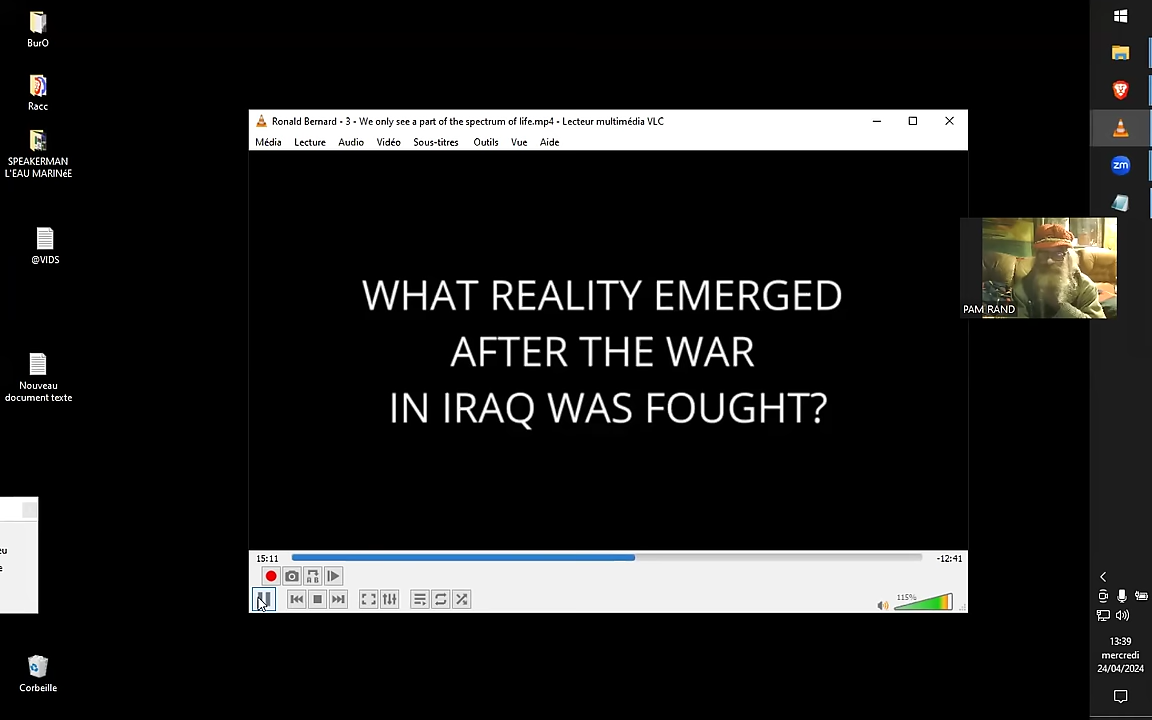 BurO
Racc
SPEAKERMAN
L'EAU MARINéE
@VIDS
Nouveau
document texte
eu
e
Corbeille
Ronald Bernard - 3 - We only see a part of the spectrum of life.mp4 - Lecteur multimédia VLC
Média Lecture Audio Vidéo Sous-titres Outils Vue Aide
WHAT REALITY EMERGED
AFTER THE WAR
IN IRAQ WAS FOUGHT?
15:11 -12:41
A B
115%
zm
PAM RAND
13:39
mercredi
24/04/2024